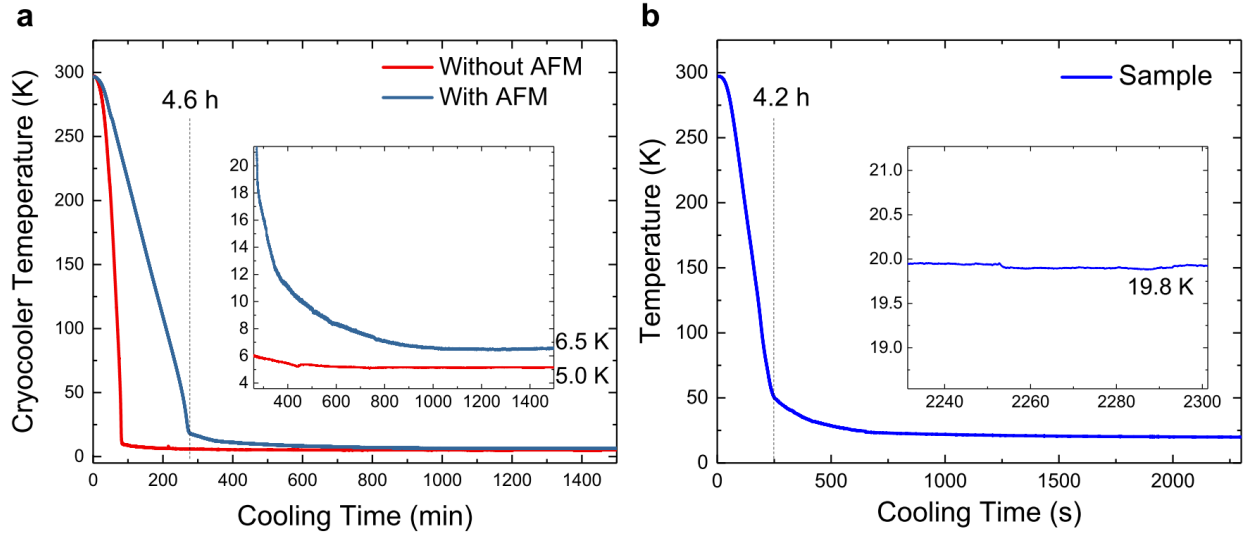 a
Without AFM
With AFM
4.6 h
Cryocooler Temeperature (K)
300
250
200
150
100
50
0
0 200 400 600 800 1000 1200 1400
Cooling Time (min)
20
18
16
14
12
10
8
6
4
400 600 800 1000 1200 1400
6.5 K
5.0 K
b
Sample
4.2 h
Temperature (K)
300
250
200
150
100
50
0
0 500 1000 1500 2000
Cooling Time (s)
21.0
20.5
20.0
19.5
19.0
2240 2260 2280 2300
19.8 K